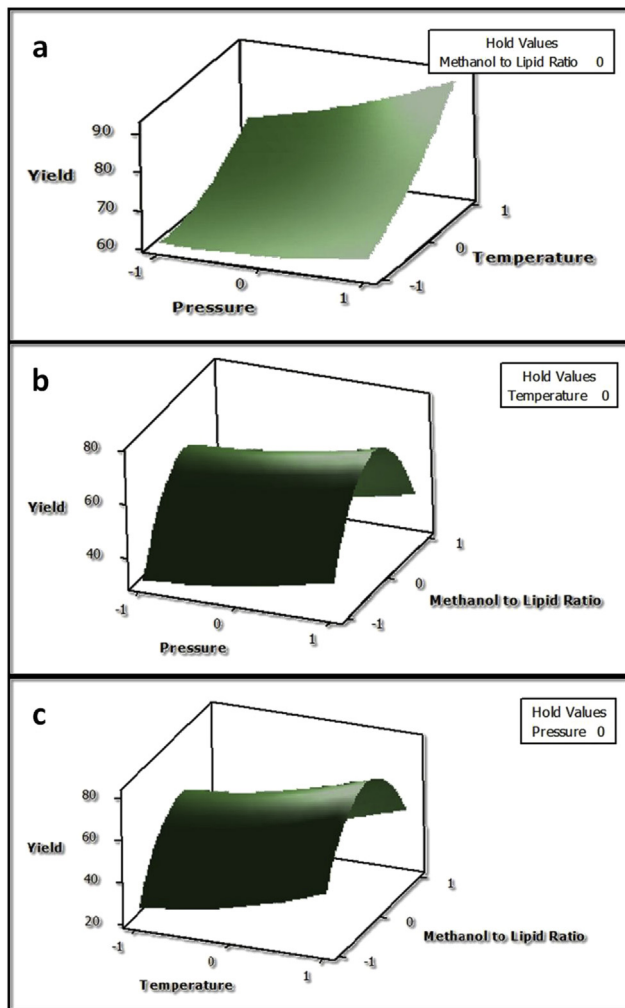 a
Hold Values
Methanol to Lipid Ratio 0
90
80
Yield
70
60
-1
0
1
Pressure
-1
0
1
Temperature
b
Hold Values
Temperature 0
80
60
Yield
40
-1
0
1
Pressure
-1
0
1
Methanol to Lipid Ratio
c
Hold Values
Pressure 0
80
60
Yield
40
20
-1
0
1
Temperature
-1
0
1
Methanol to Lipid Ratio